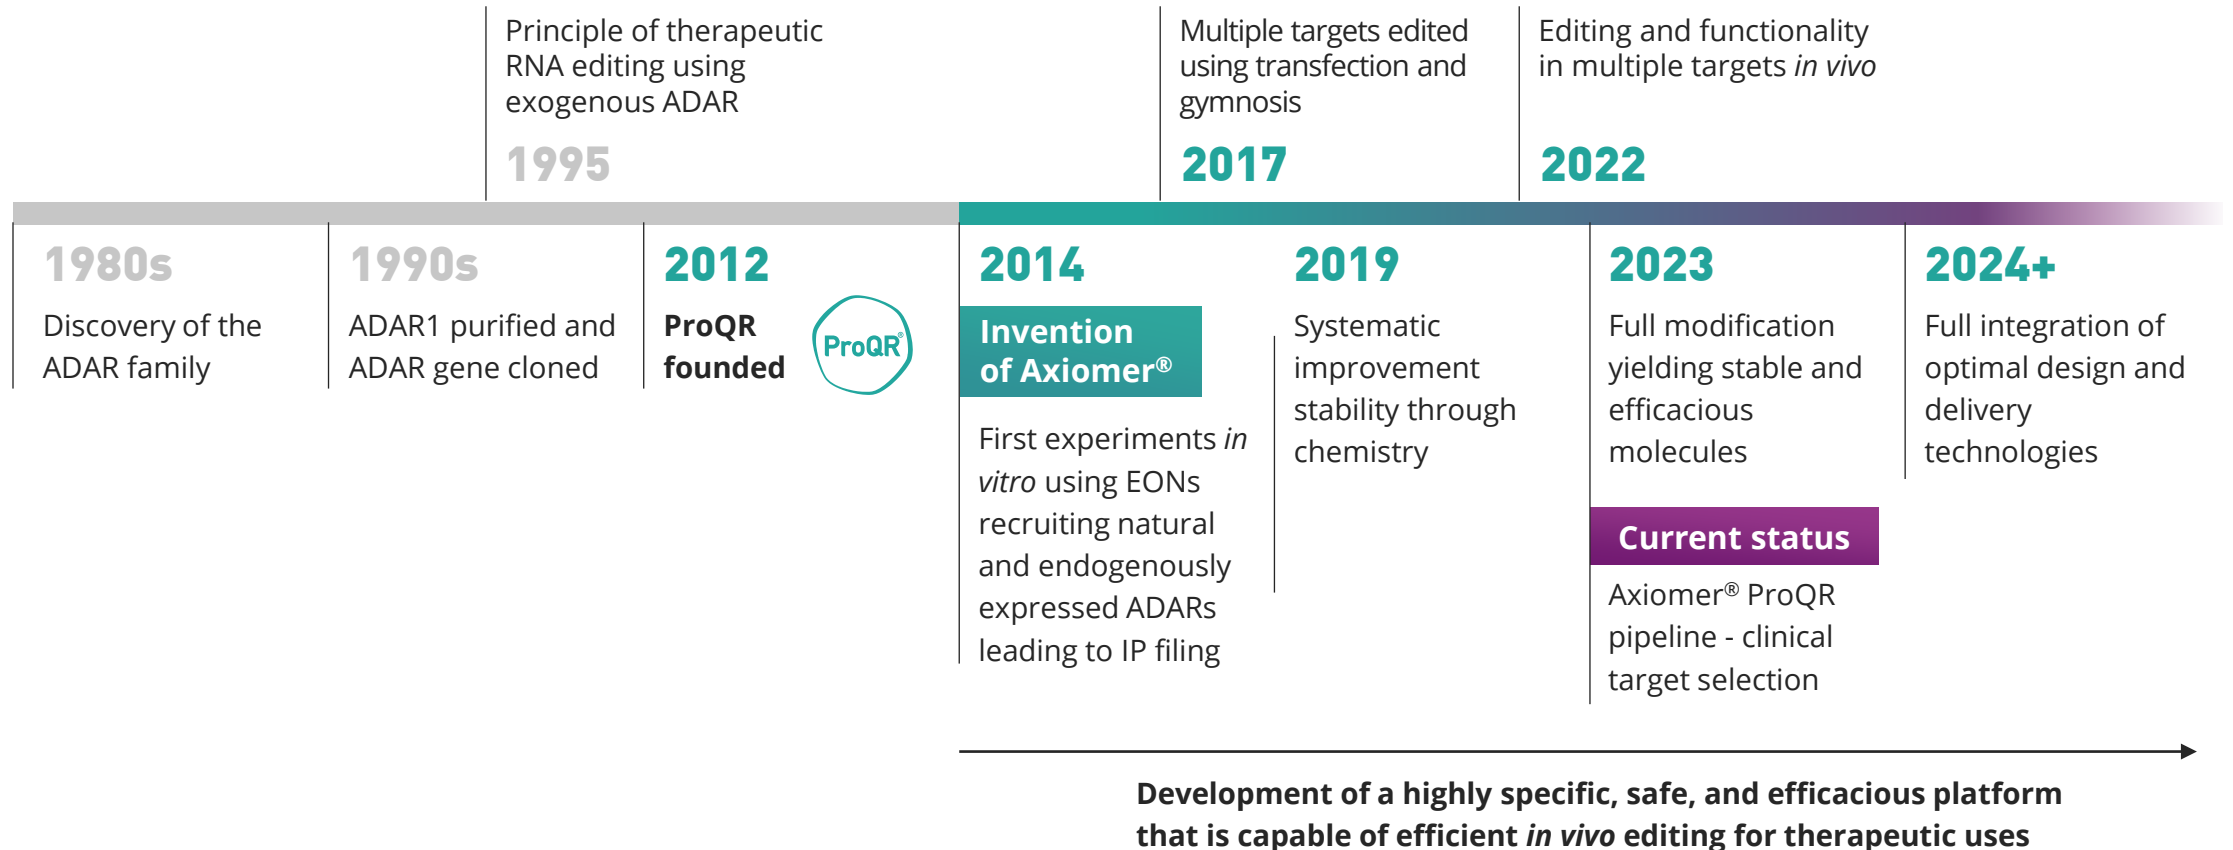 Principle of therapeutic
RNA editing using
exogenous ADAR
1995
Multiple targets edited
using transfection and
gymnosis
2017
Editing and functionality
in multiple targets in vivo
2022
1980s
Discovery of the
ADAR family
1990s
ADAR1 purified and
ADAR gene cloned
2012
ProQR
founded
ProQR®
2014
Invention
of Axiomer®
First experiments in
vitro using EONs
recruiting natural
and endogenously
expressed ADARs
leading to IP filing
2019
Systematic
improvement
stability through
chemistry
2023
Full modification
yielding stable and
efficacious
molecules
Current status
Axiomer® ProQR
pipeline - clinical
target selection
2024+
Full integration of
optimal design and
delivery
technologies
Development of a highly specific, safe, and efficacious platform
that is capable of efficient in vivo editing for therapeutic uses